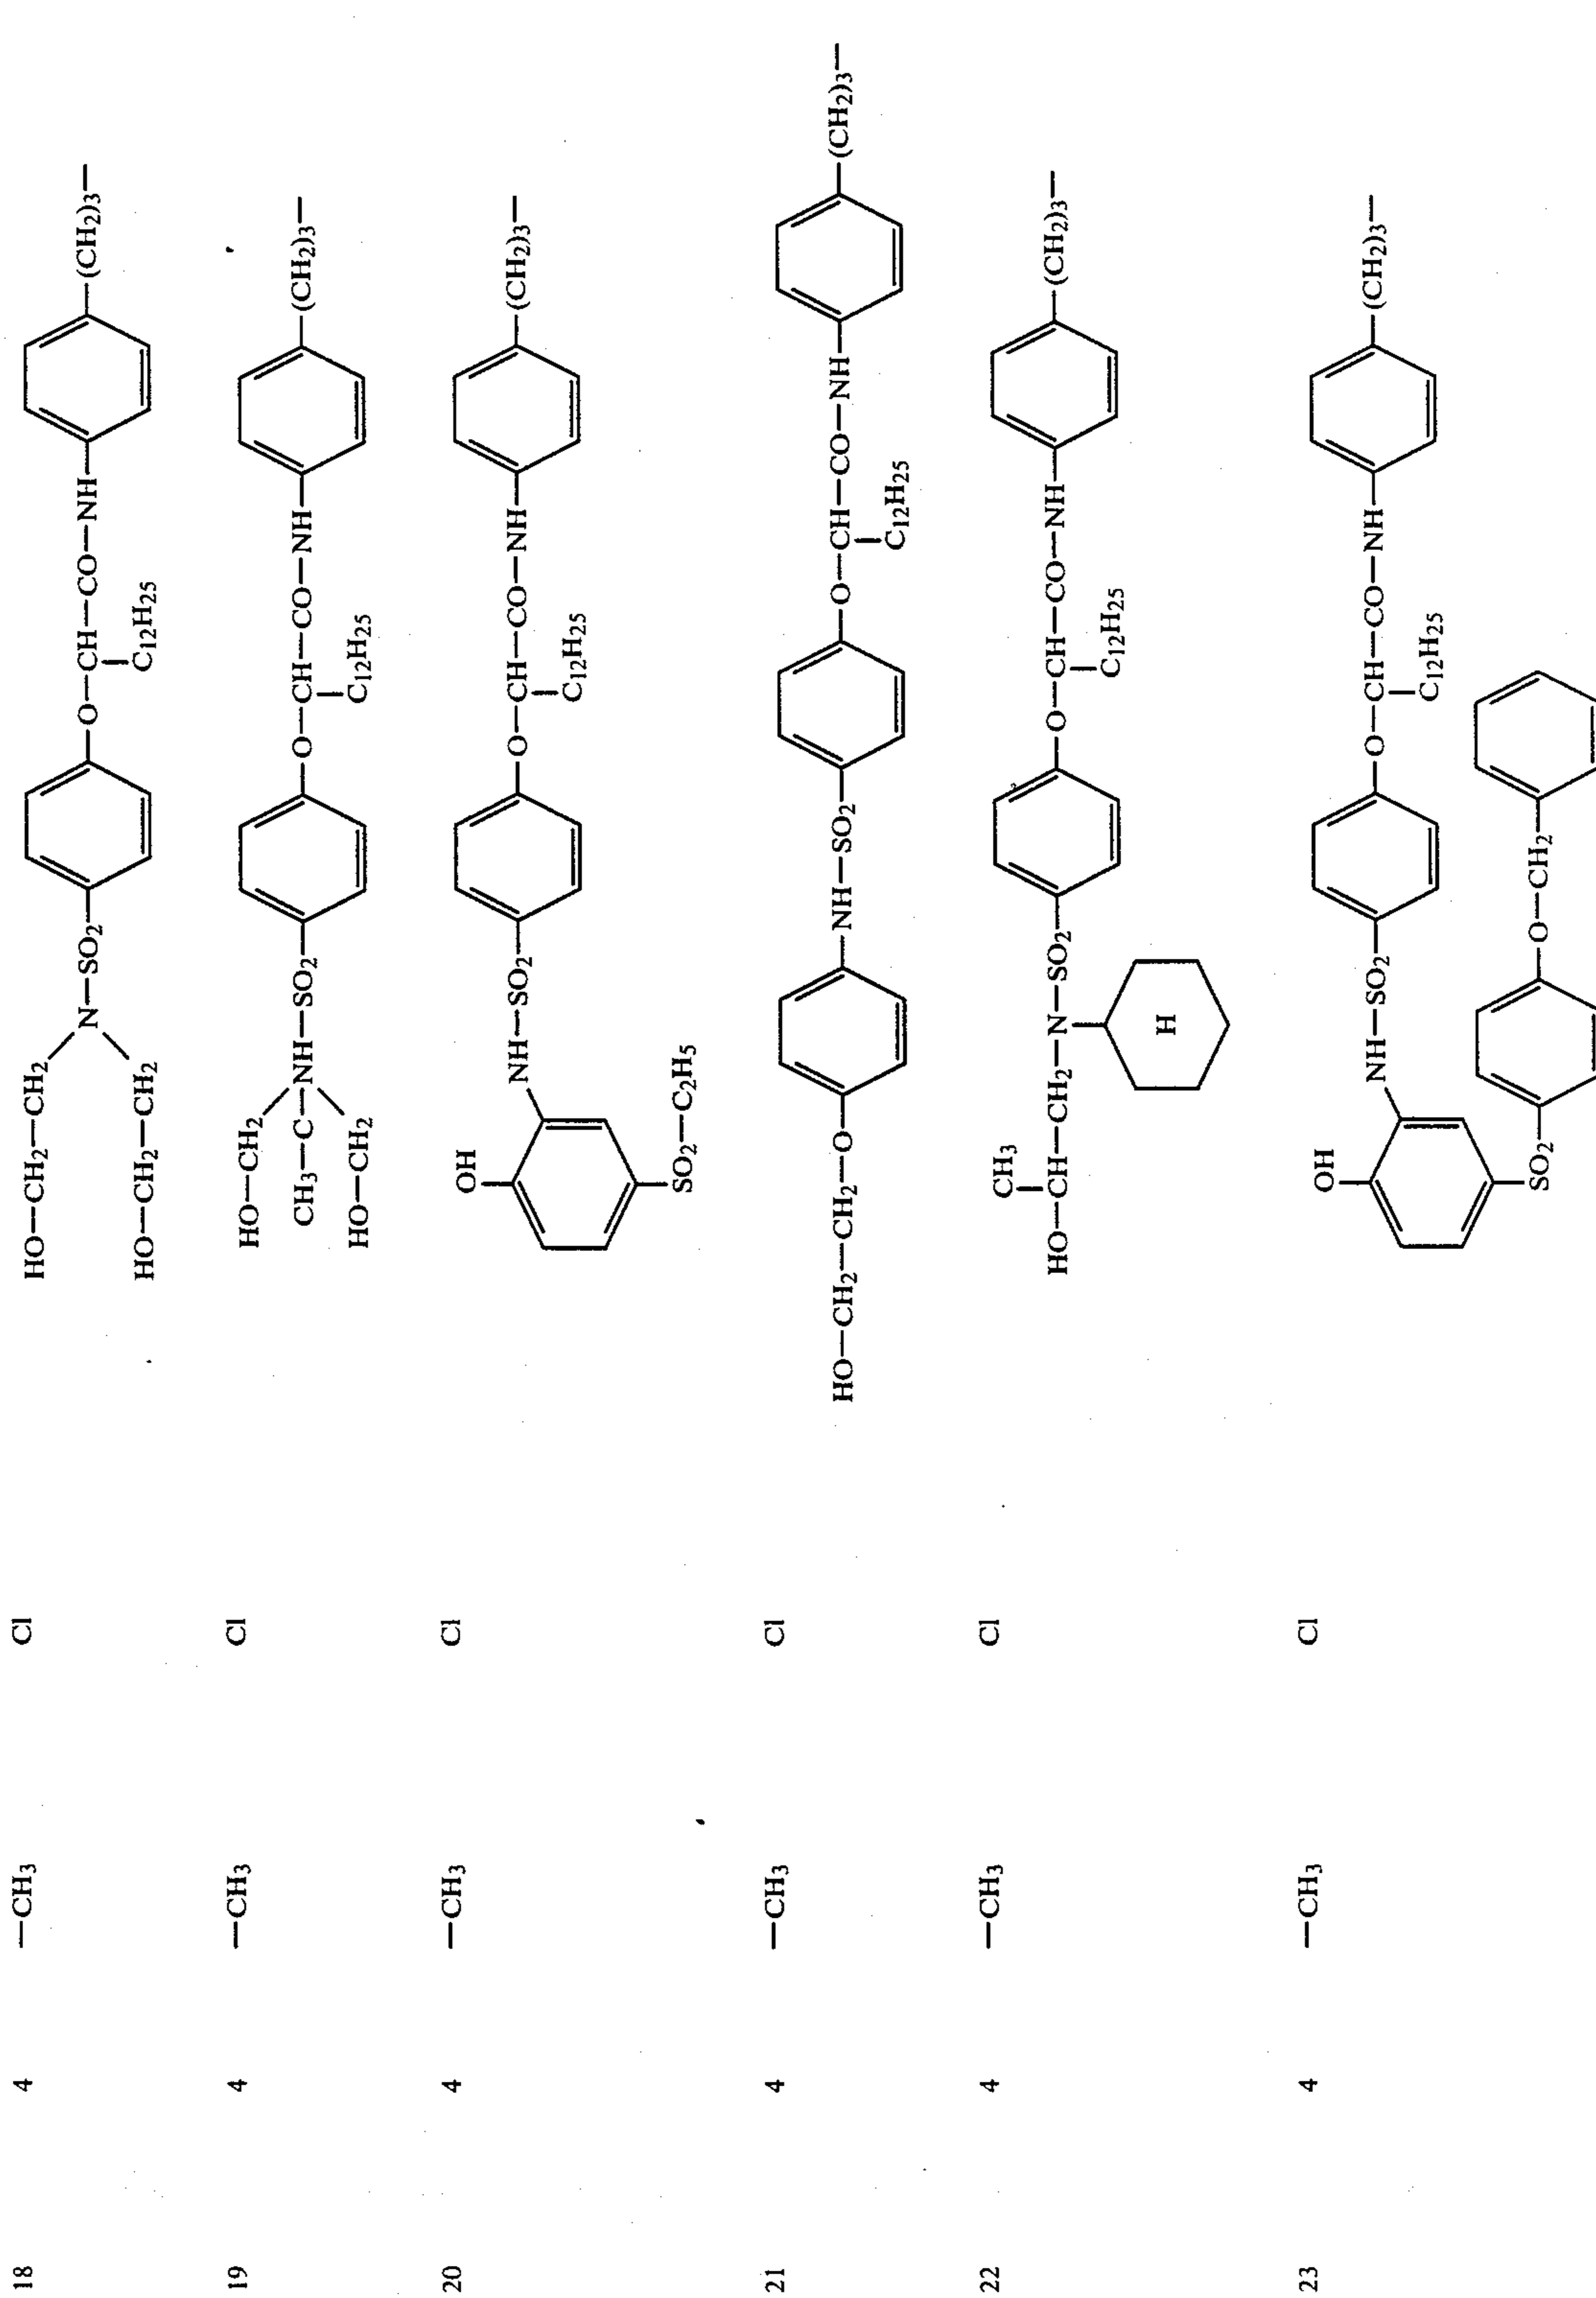 18 4 —CH3 Cl
HO—CH2—CH2
N—SO2 O—CH—CO—NH (CH2)3—
HO—CH2—CH2 C12H25
19 4 —CH3 Cl
HO—CH2
CH3—C—NH—SO2 O—CH—CO—NH (CH2)3—
HO—CH2 C12H25
20 4 —CH3 Cl
OH
NH—SO2 O—CH—CO—NH (CH2)3—
C12H25
SO2—C2H5
21 4 —CH3 Cl
HO—CH2—CH2—O NH—SO2 O—CH—CO—NH (CH2)3—
C12H25
22 4 —CH3 Cl
CH3
HO—CH—CH2—N—SO2 O—CH—CO—NH (CH2)3—
C12H25
H
23 4 —CH3 Cl
OH
NH—SO2 O—CH—CO—NH (CH2)3—
C12H25
SO2 O—CH2